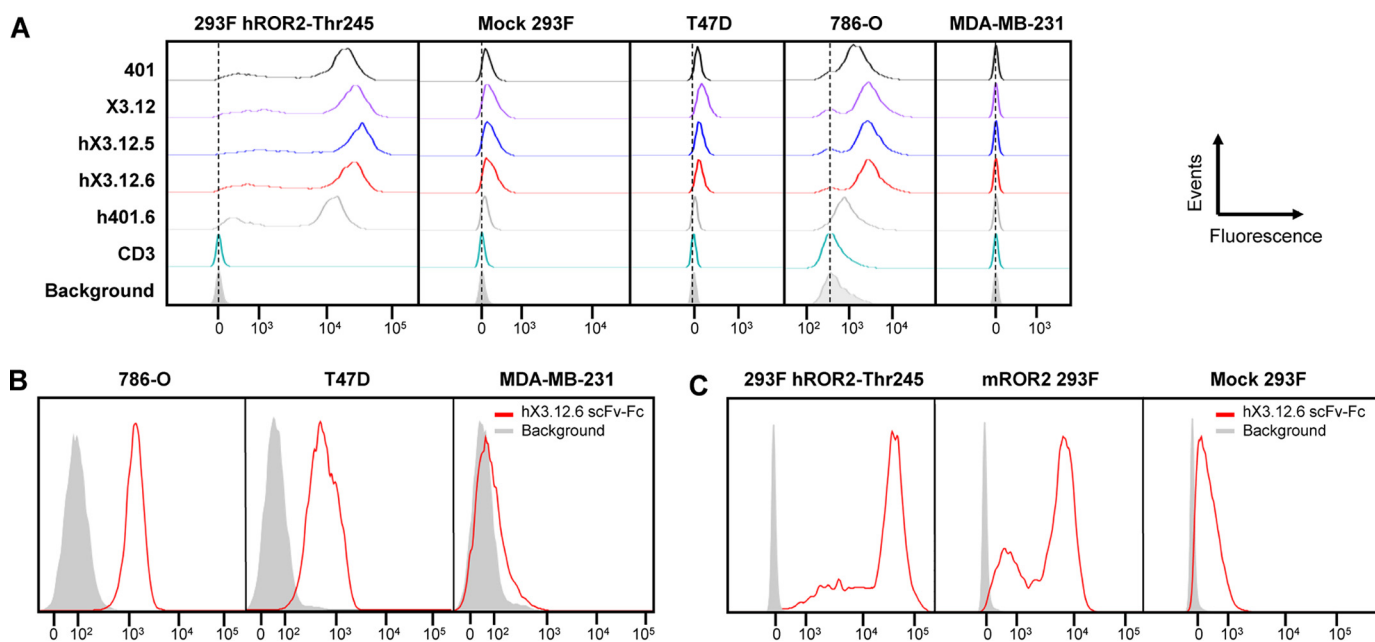 A
293F hROR2-Thr245 Mock 293F T47D 786-O MDA-MB-231
401
X3.12
hX3.12.5
hX3.12.6
h401.6
CD3
Background
0 10³ 10⁴ 10⁵ 0 10³ 10⁴ 0 10³ 10² 10³ 10⁴ 0 10³
Events
Fluorescence
B
786-O T47D MDA-MB-231
hX3.12.6 scFv-Fc
Background
0 10² 10³ 10⁴ 10⁵ 0 10² 10³ 10⁴ 10⁵ 0 10² 10³ 10⁴ 10⁵
C
293F hROR2-Thr245 mROR2 293F Mock 293F
hX3.12.6 scFv-Fc
Background
0 10³ 10⁴ 10⁵ 0 10³ 10⁴ 10⁵ 0 10³ 10⁴ 10⁵